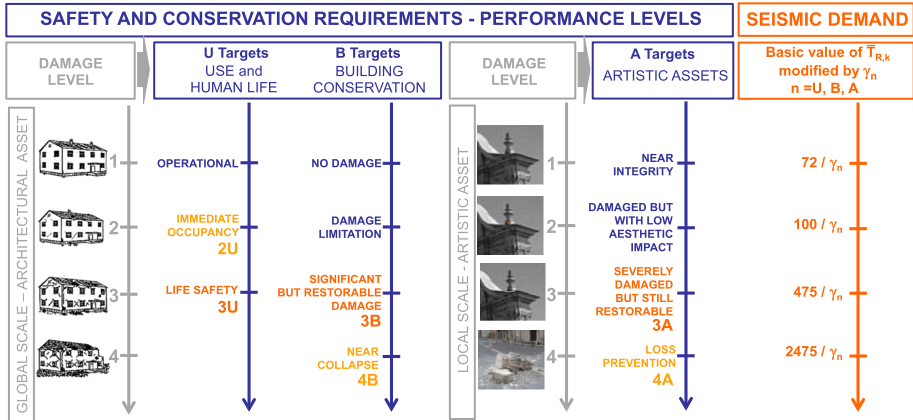 SAFETY AND CONSERVATION REQUIREMENTS - PERFORMANCE LEVELS
SEISMIC DEMAND
DAMAGE
LEVEL
U Targets
USE and
HUMAN LIFE
B Targets
BUILDING
CONSERVATION
DAMAGE
LEVEL
A Targets
ARTISTIC ASSETS
Basic value of T̅R,k
modified by γn
n =U, B, A
GLOBAL SCALE – ARCHITECTURAL ASSET
1
OPERATIONAL
NO DAMAGE
2
IMMEDIATE
OCCUPANCY
2U
DAMAGE
LIMITATION
3
LIFE SAFETY
3U
SIGNIFICANT
BUT RESTORABLE
DAMAGE
3B
4
NEAR
COLLAPSE
4B
LOCAL SCALE - ARTISTIC ASSET
1
NEAR
INTEGRITY
72 / γn
2
DAMAGED BUT
WITH LOW
AESTHETIC
IMPACT
100 / γn
3
SEVERELY
DAMAGED
BUT STILL
RESTORABLE
3A
475 / γn
4
LOSS
PREVENTION
4A
2475 / γn